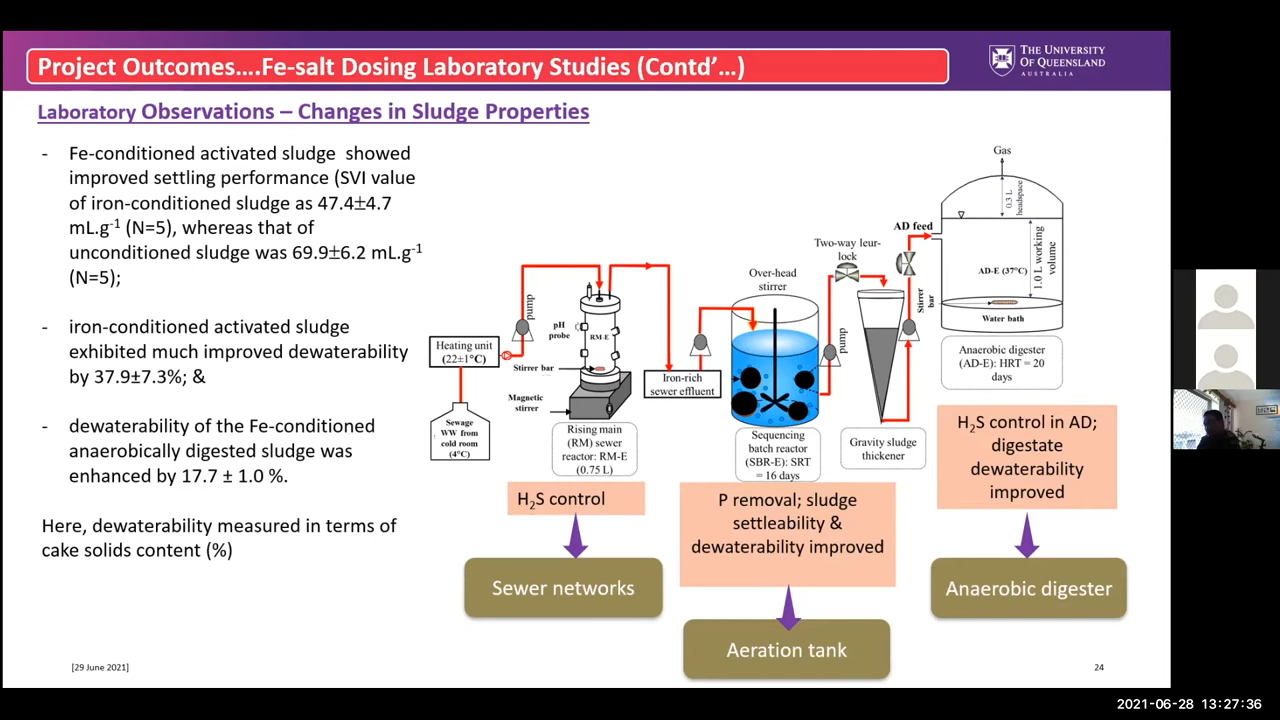 Project Outcomes….Fe-salt Dosing Laboratory Studies (Contd'…)
THE UNIVERSITY
OF QUEENSLAND
AUSTRALIA
Laboratory Observations – Changes in Sludge Properties
- Fe-conditioned activated sludge showed
improved settling performance (SVI value
of iron-conditioned sludge as 47.4±4.7
mL.g⁻¹ (N=5), whereas that of
unconditioned sludge was 69.9±6.2 mL.g⁻¹
(N=5);
- iron-conditioned activated sludge
exhibited much improved dewaterability
by 37.9±7.3%; &
- dewaterability of the Fe-conditioned
anaerobically digested sludge was
enhanced by 17.7 ± 1.0 %.
Here, dewaterability measured in terms of
cake solids content (%)
Heating unit
(22±1°C)
Sewage
WW from
cold room
(4°C)
pump
pH
probe
RM-E
Stirrer bar
Magnetic
stirrer
Rising main
(RM) sewer
reactor: RM-E
(0.75 L)
Iron-rich
sewer effluent
Over-head
stirrer
Sequencing
batch reactor
(SBR-E): SRT
= 16 days
pump
Two-way leur-
lock
Gravity sludge
thickener
AD feed
Stirrer
bar
Gas
0.3 L
headspace
1.0 L working
volume
AD-E (37°C)
Water bath
Anaerobic digester
(AD-E): HRT = 20
days
H₂S control
P removal; sludge
settleability &
dewaterability improved
H₂S control in AD;
digestate
dewaterability
improved
Sewer networks
Aeration tank
Anaerobic digester
[29 June 2021]
24
2021-06-28 13:27:36